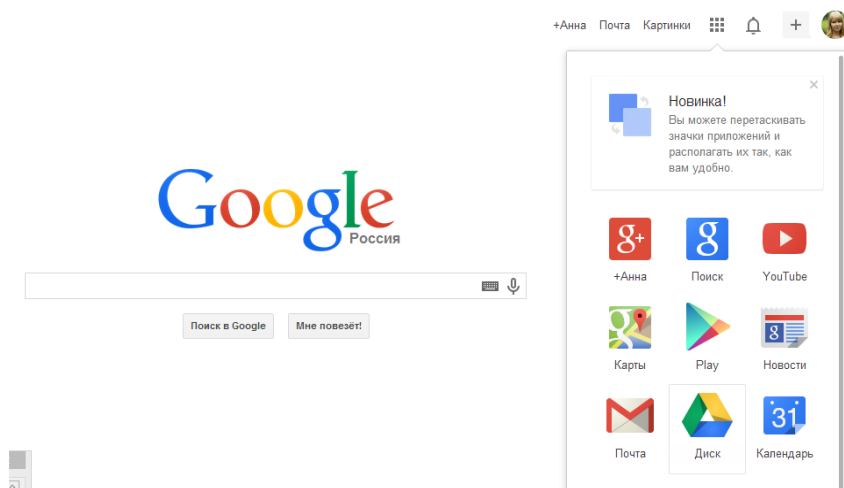 +Анна Почта Картинки
Новинка!
Вы можете перетаскивать
значки приложений и
располагать их так, как
вам удобно.
Google
Россия
Поиск в Google Мне повезёт!
g+ g
+Анна Поиск YouTube
g
Карты Play Новости
31
Почта Диск Календарь